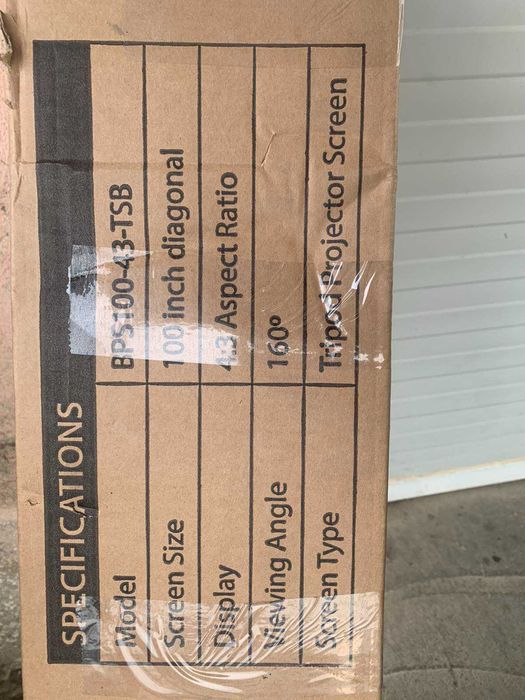 SPECIFICATIONS
Model BPS100-43-TSB
Screen Size 100 inch diagonal
Display 4:3 Aspect Ratio
Viewing Angle 160º
Screen Type Tripod Projector Screen